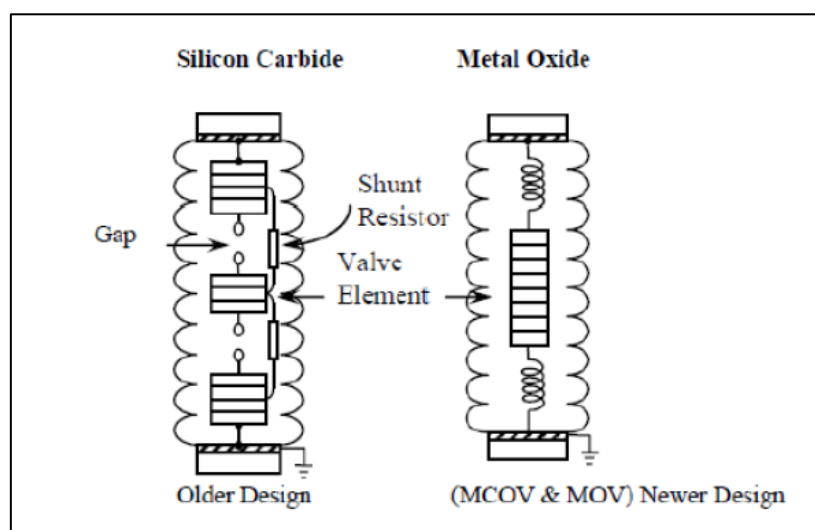 Silicon Carbide
Metal Oxide
Shunt
Resistor
Gap
Valve
Element
Older Design
(MCOV & MOV) Newer Design